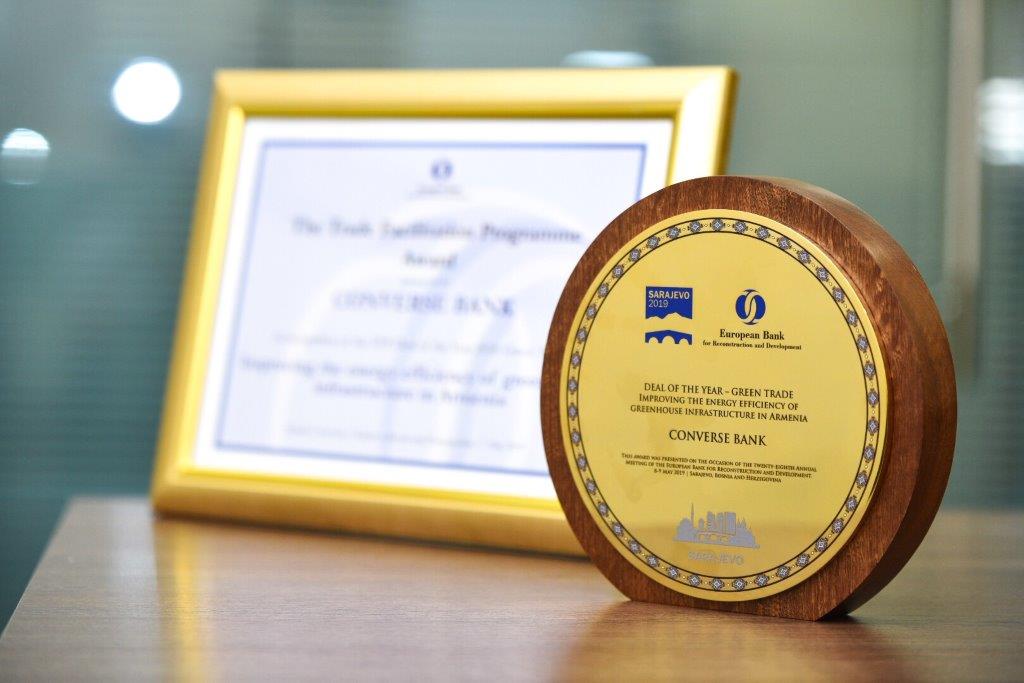 The Trade Facilitation Programme
Award
CONVERSE BANK
Improving the energy efficiency of
infrastructure in Armenia
SARAJEVO
2019
European Bank
for Reconstruction and Development
DEAL OF THE YEAR – GREEN TRADE
IMPROVING THE ENERGY EFFICIENCY OF
GREENHOUSE INFRASTRUCTURE IN ARMENIA
CONVERSE BANK
THIS AWARD WAS PRESENTED ON THE OCCASION OF THE TWENTY-EIGHTH ANNUAL
MEETING OF THE EUROPEAN BANK FOR RECONSTRUCTION AND DEVELOPMENT.
8-9 MAY 2019 | SARAJEVO, BOSNIA AND HERZEGOVINA
SARAJEVO